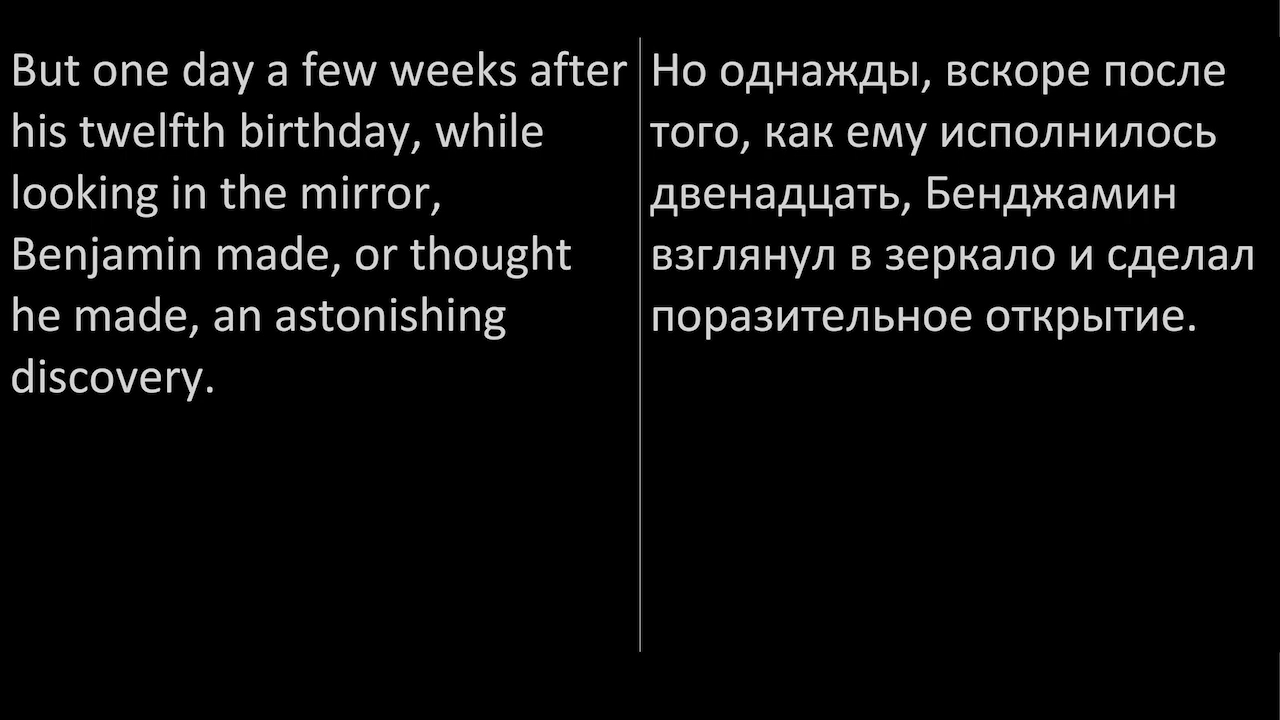 But one day a few weeks after
his twelfth birthday, while
looking in the mirror,
Benjamin made, or thought
he made, an astonishing
discovery.
Но однажды, вскоре после
того, как ему исполнилось
двенадцать, Бенджамин
взглянул в зеркало и сделал
поразительное открытие.